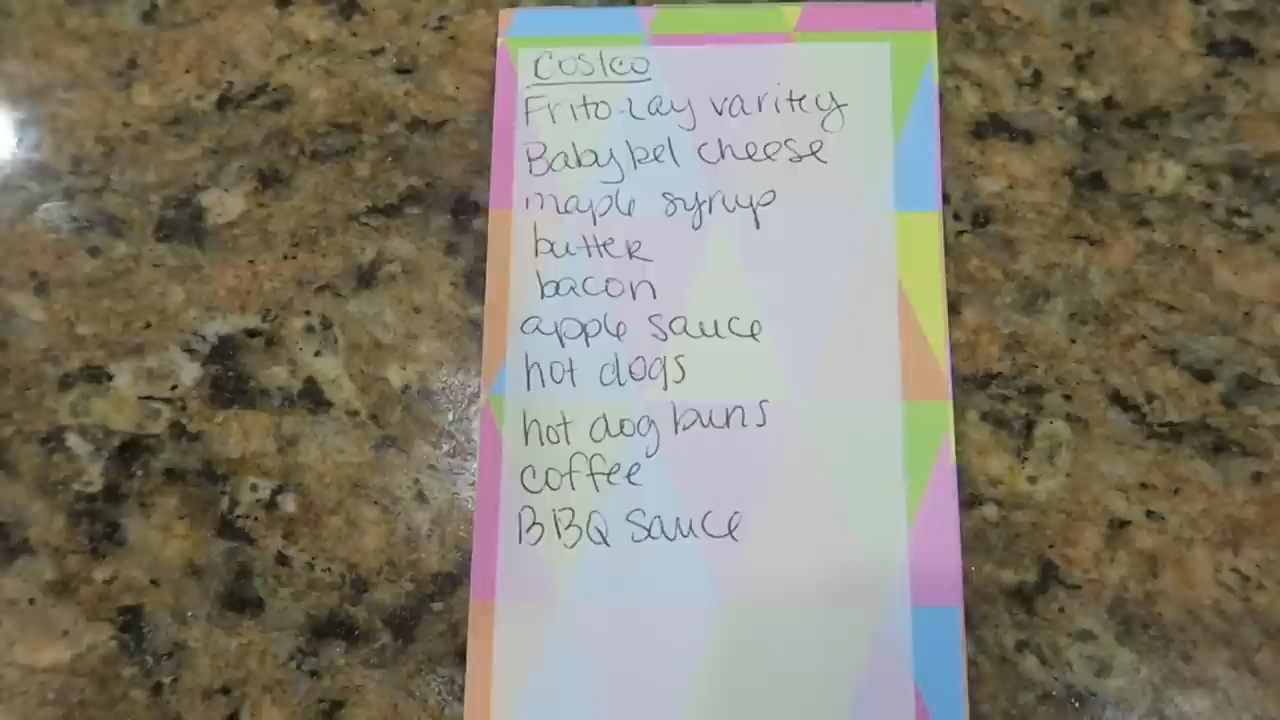 Costco
Frito-Lay varitey
Babybel cheese
maple syrup
butter
bacon
apple sauce
hot dogs
hot dog buns
coffee
BBQ sauce